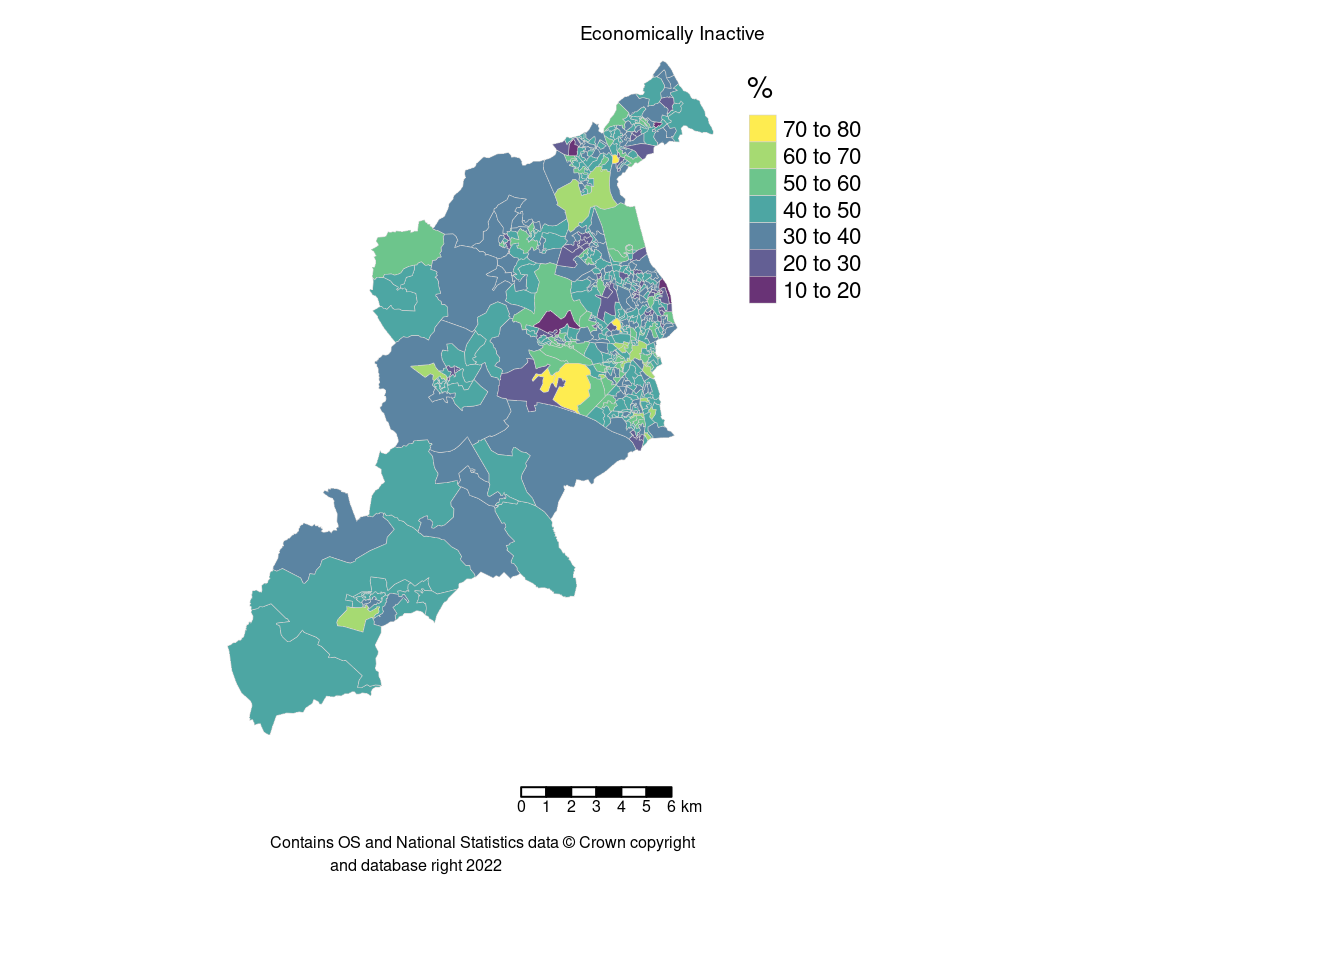 Economically Inactive
%
70 to 80
60 to 70
50 to 60
40 to 50
30 to 40
20 to 30
10 to 20
0 1 2 3 4 5 6 km
Contains OS and National Statistics data © Crown copyright
and database right 2022